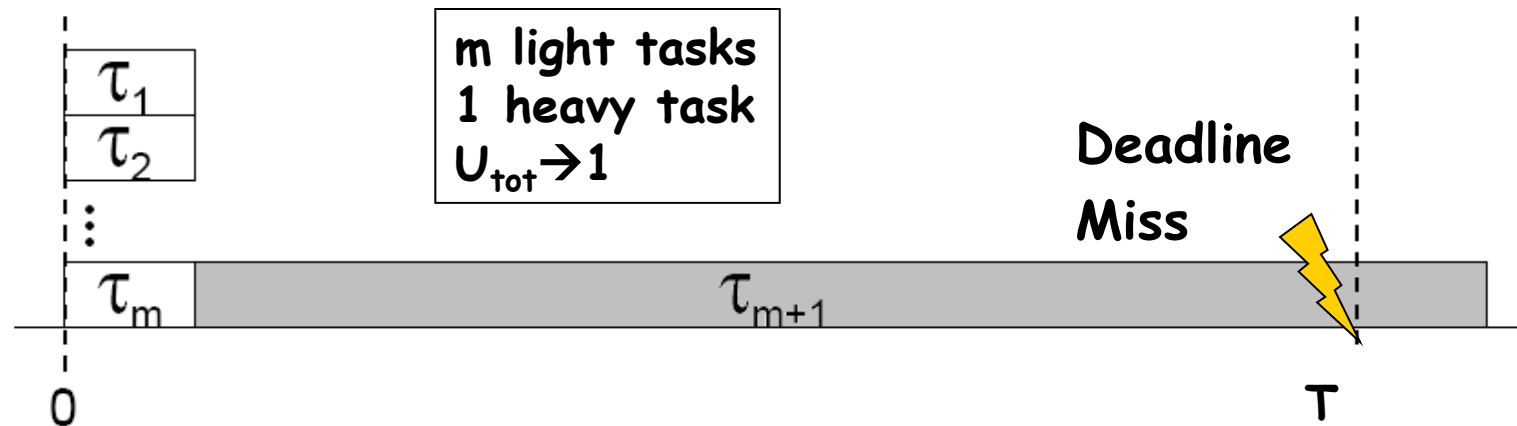 τ1
τ2
⋮
τm
τm+1
m light tasks
1 heavy task
Utot→1
Deadline
Miss
0
T